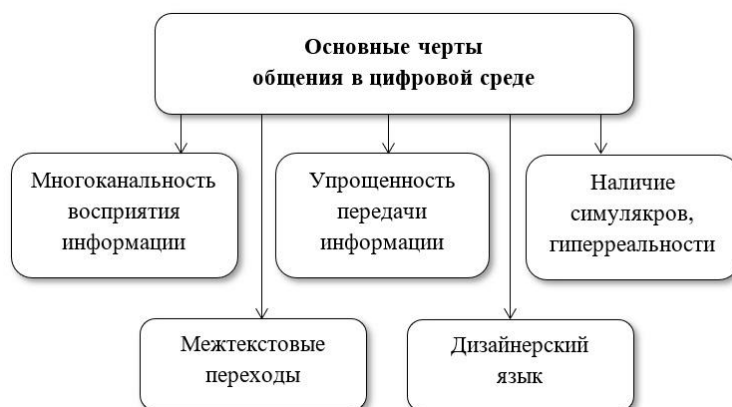 Основные черты
общения в цифровой среде
Многоканальность
восприятия
информации
Упрощенность
передачи
информации
Наличие
симулякров,
гиперреальности
Межтекстовые
переходы
Дизайнерский
язык